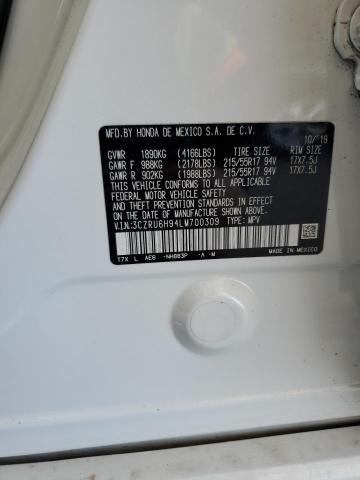 MFD.BY HONDA DE MEXICO S.A. DE C.V. 10/'19
GVWR 1890KG (4166LBS) RIM SIZE
GAWR F 988KG (2178LBS) 215/55R17 94V 17X7.5J
GAWR R 902KG (1988LBS) 215/55R17 94V 17X7.5J
THIS VEHICLE CONFORMS TO ALL APPLICABLE
FEDERAL MOTOR VEHICLE SAFETY
AND THEFT PREVENTION STANDARDS IN
EFFECT ON THE DATE OF MANUFACTURE SHOWN ABOVE.
V.I.N:3CZRU6H94LM700309 TYPE:MPV
T7X L AE6 -NH883P -A -M MADE IN MEXICO